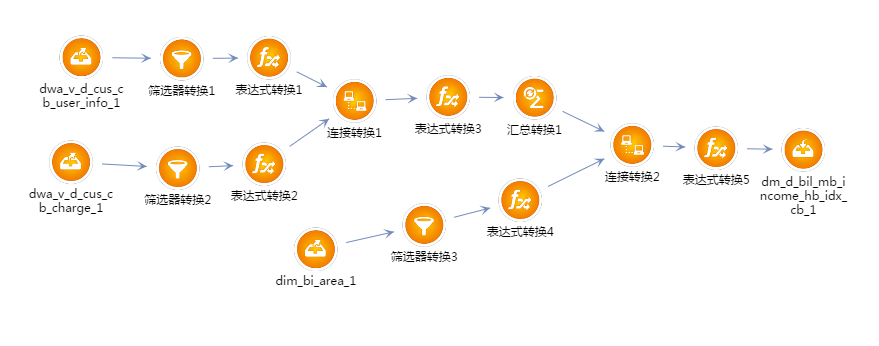 dwa_v_d_cus_c
b_user_info_1
筛选器转换1
表达式转换1
连接转换1
表达式转换3
汇总转换1
dwa_v_d_cus_c
b_charge_1
筛选器转换2
表达式转换2
连接转换2
表达式转换5
dm_d_bil_mb_i
ncome_hb_idx_
cb_1
dim_bi_area_1
筛选器转换3
表达式转换4